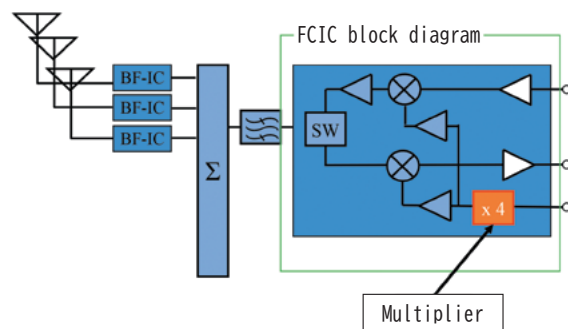 FCIC block diagram
BF-IC
BF-IC
BF-IC
Σ
SW
x 4
Multiplier